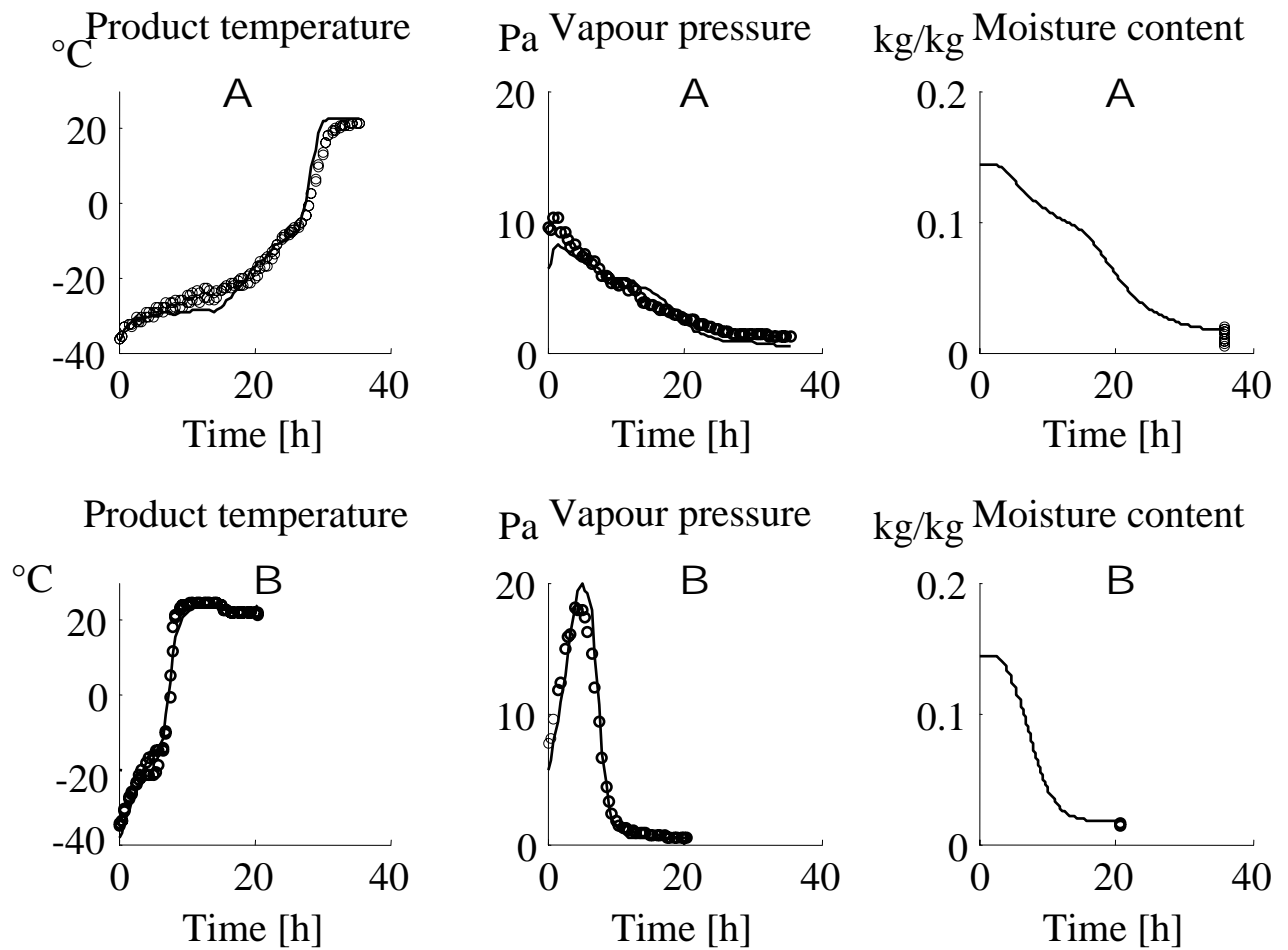 Product temperature
°C
A
20
0
-20
-40
0 20 40
Time [h]
Vapour pressure
Pa
A
20
10
0
0 20 40
Time [h]
Moisture content
kg/kg
A
0.2
0.1
0
0 20 40
Time [h]
Product temperature
°C
B
20
0
-20
-40
0 20 40
Time [h]
Vapour pressure
Pa
B
20
10
0
0 20 40
Time [h]
Moisture content
kg/kg
B
0.2
0.1
0
0 20 40
Time [h]